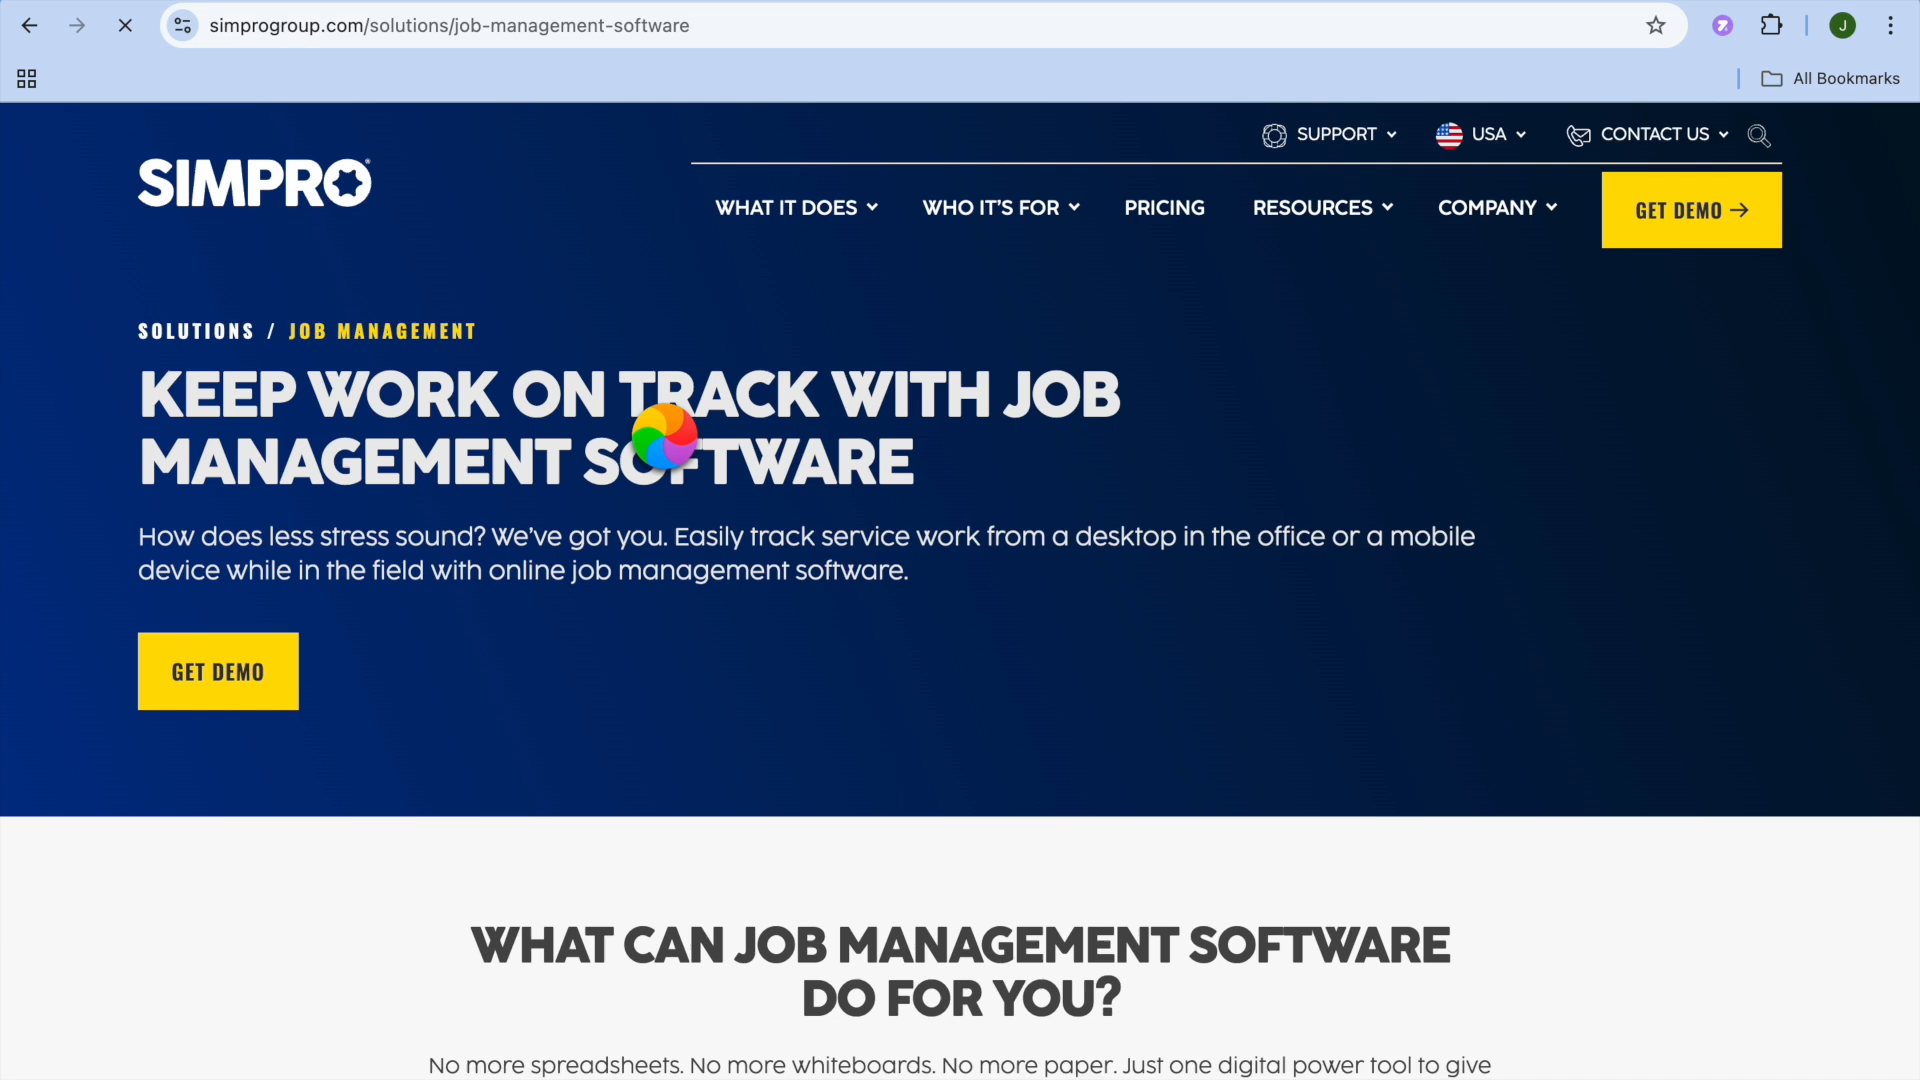 simprogroup.com/solutions/job-management-software
J
All Bookmarks
SUPPORT
USA
CONTACT US
SIMPRO®
WHAT IT DOES
WHO IT'S FOR
PRICING
RESOURCES
COMPANY
GET DEMO →
SOLUTIONS / JOB MANAGEMENT
KEEP WORK ON TRACK WITH JOB
MANAGEMENT SOFTWARE
How does less stress sound? We've got you. Easily track service work from a desktop in the office or a mobile
device while in the field with online job management software.
GET DEMO
WHAT CAN JOB MANAGEMENT SOFTWARE
DO FOR YOU?
No more spreadsheets. No more whiteboards. No more paper. Just one digital power tool to give